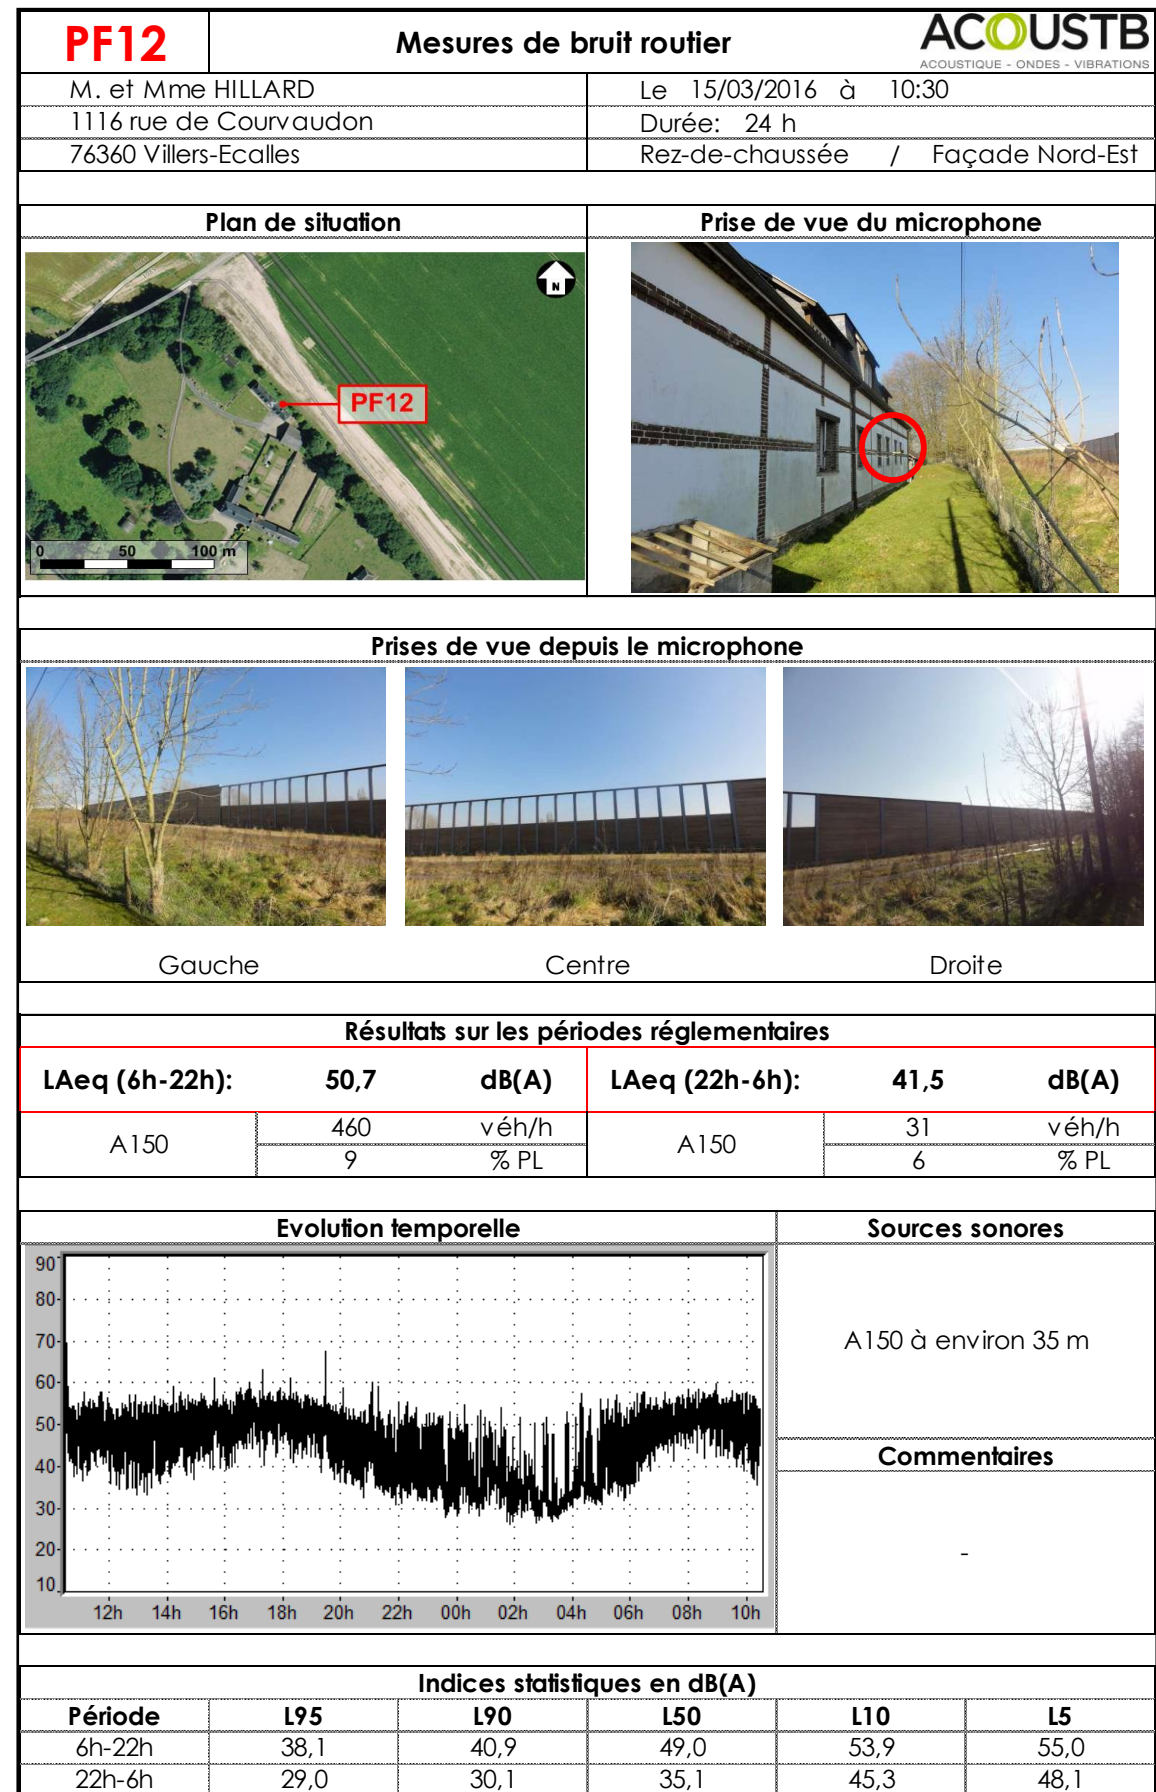 PF12
Mesures de bruit routier
ACOUSTB
ACOUSTIQUE - ONDES - VIBRATIONS
M. et Mme HILLARD
Le 15/03/2016 à 10:30
1116 rue de Courvaudon
Durée: 24 h
76360 Villers-Ecalles
Rez-de-chaussée / Façade Nord-Est
Plan de situation
Prise de vue du microphone
N
PF12
0 50 100 m
Prises de vue depuis le microphone
Gauche Centre Droite
Résultats sur les périodes réglementaires
LAeq (6h-22h): 50,7 dB(A) LAeq (22h-6h): 41,5 dB(A)
A150 460 véh/h A150 31 véh/h
9 % PL 6 % PL
Evolution temporelle
Sources sonores
90
80
70
60
50
40
30
20
10
12h 14h 16h 18h 20h 22h 00h 02h 04h 06h 08h 10h
A150 à environ 35 m
Commentaires
-
Indices statistiques en dB(A)
Période L95 L90 L50 L10 L5
6h-22h 38,1 40,9 49,0 53,9 55,0
22h-6h 29,0 30,1 35,1 45,3 48,1